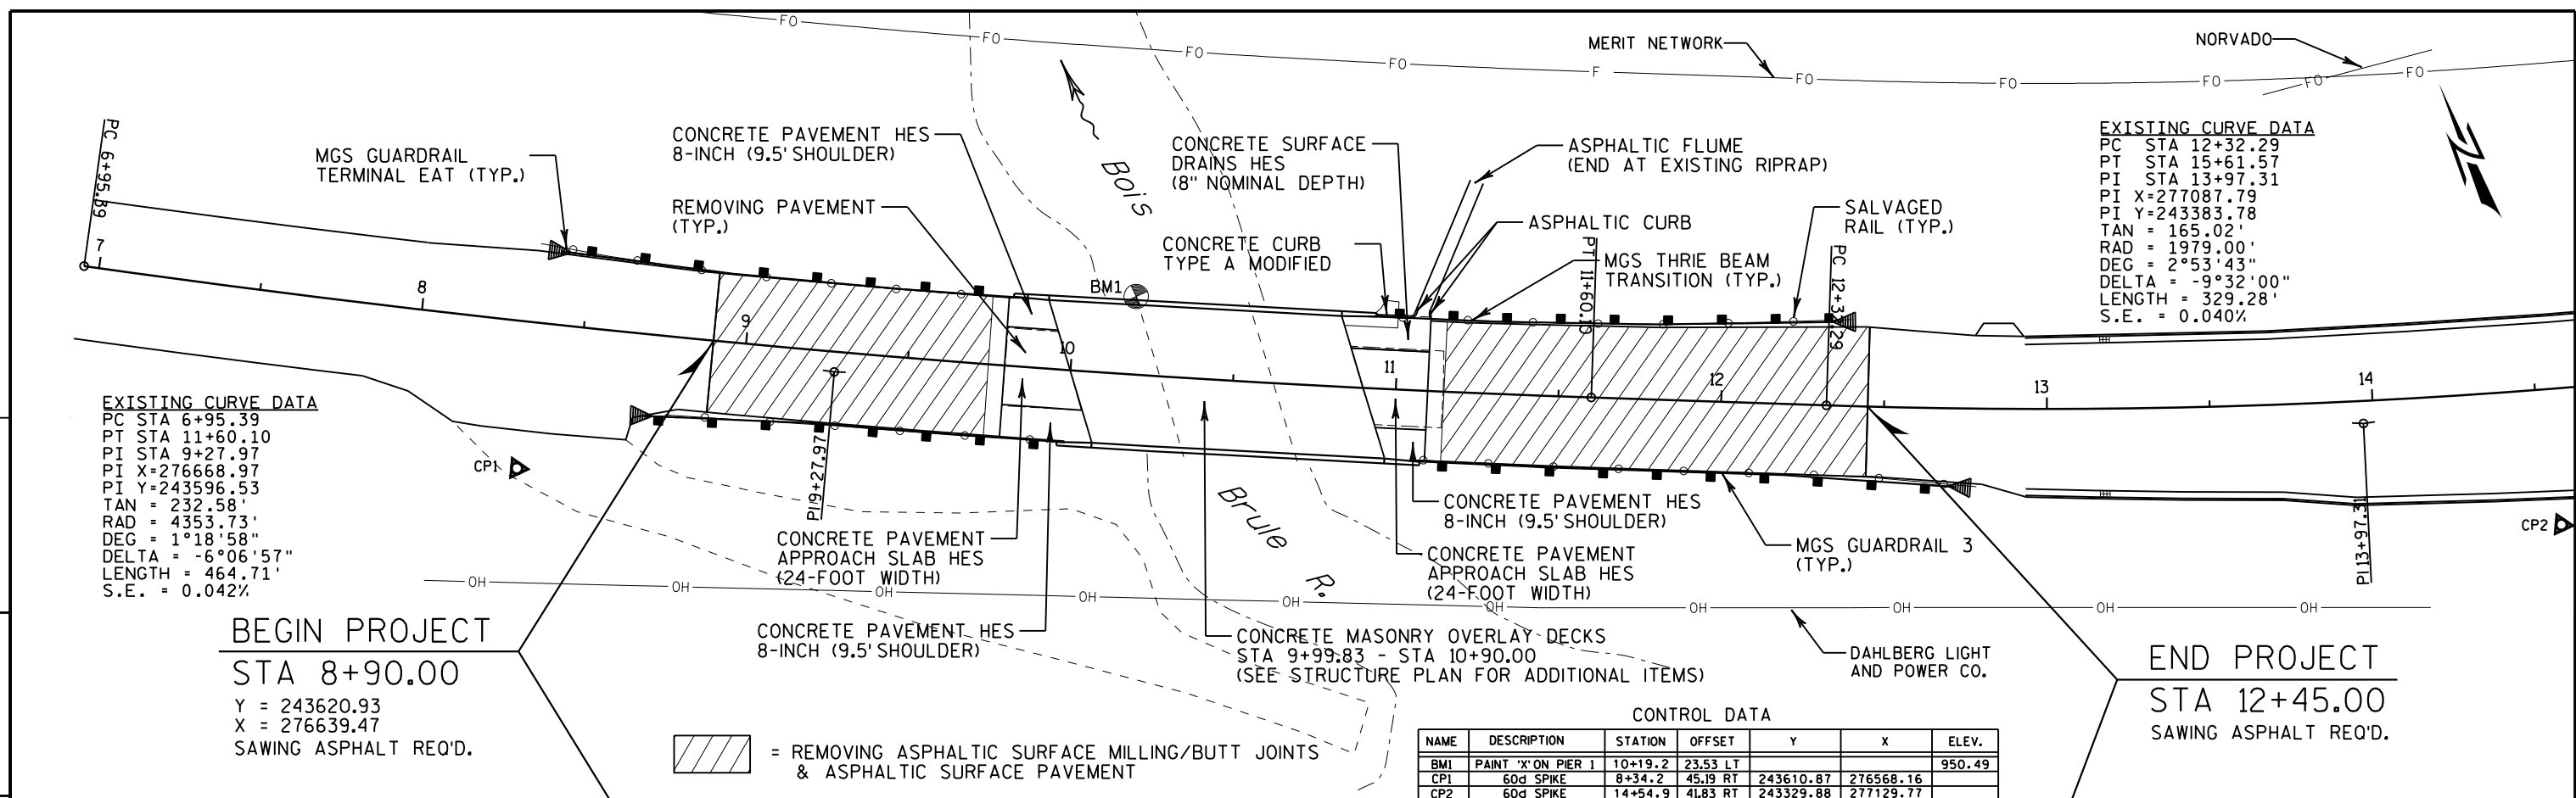 FO
FO
FO
FO
F
FO
FO
FO
FO
FO
MERIT NETWORK
NORVADO
PC 6+95.39
MGS GUARDRAIL
TERMINAL EAT (TYP.)
CONCRETE PAVEMENT HES
8-INCH (9.5' SHOULDER)
REMOVING PAVEMENT
(TYP.)
Bois
Brule
R.
CONCRETE SURFACE
DRAINS HES
(8" NOMINAL DEPTH)
CONCRETE CURB
TYPE A MODIFIED
ASPHALTIC FLUME
(END AT EXISTING RIPRAP)
ASPHALTIC CURB
MGS THRIE BEAM
TRANSITION (TYP.)
SALVAGED
RAIL (TYP.)
PT 11+60.10
PC 12+32.29
EXISTING CURVE DATA
PC STA 12+32.29
PT STA 15+61.57
PI STA 13+97.31
PI X=277087.79
PI Y=243383.78
TAN = 165.02'
RAD = 1979.00'
DEG = 2°53'43"
DELTA = -9°32'00"
LENGTH = 329.28'
S.E. = 0.040%
BM1
7
8
9
10
11
12
13
14
EXISTING CURVE DATA
PC STA 6+95.39
PT STA 11+60.10
PI STA 9+27.97
PI X=276668.97
PI Y=243596.53
TAN = 232.58'
RAD = 4353.73'
DEG = 1°18'58"
DELTA = -6°06'57"
LENGTH = 464.71'
S.E. = 0.042%
CP1
PI 9+27.97
CONCRETE PAVEMENT
APPROACH SLAB HES
(24-FOOT WIDTH)
CONCRETE PAVEMENT HES
8-INCH (9.5' SHOULDER)
CONCRETE PAVEMENT HES
8-INCH (9.5' SHOULDER)
CONCRETE PAVEMENT
APPROACH SLAB HES
(24-FOOT WIDTH)
MGS GUARDRAIL 3
(TYP.)
PI 13+97.31
CP2
OH
OH
OH
OH
OH
OH
OH
OH
OH
OH
CONCRETE MASONRY OVERLAY DECKS
STA 9+99.83 - STA 10+90.00
(SEE STRUCTURE PLAN FOR ADDITIONAL ITEMS)
DAHLBERG LIGHT
AND POWER CO.
BEGIN PROJECT
STA 8+90.00
Y = 243620.93
X = 276639.47
SAWING ASPHALT REQ'D.
END PROJECT
STA 12+45.00
SAWING ASPHALT REQ'D.
= REMOVING ASPHALTIC SURFACE MILLING/BUTT JOINTS
& ASPHALTIC SURFACE PAVEMENT
CONTROL DATA
NAME DESCRIPTION STATION OFFSET Y X ELEV.
BM1 PAINT 'X' ON PIER 1 10+19.2 23.53 LT 950.49
CP1 60d SPIKE 8+34.2 45.19 RT 243610.87 276568.16
CP2 60d SPIKE 14+54.9 41.83 RT 243329.88 277129.77